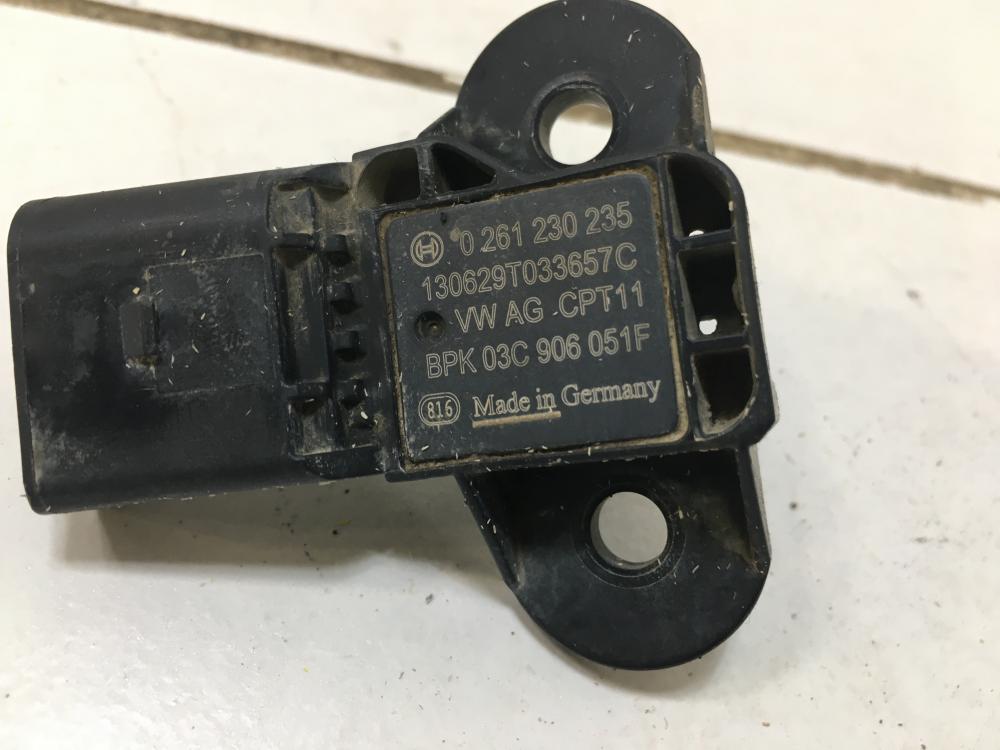 0 261 230 235
130629T033657C
VW AG CPT11
BPK 03C 906 051F
816 Made in Germany